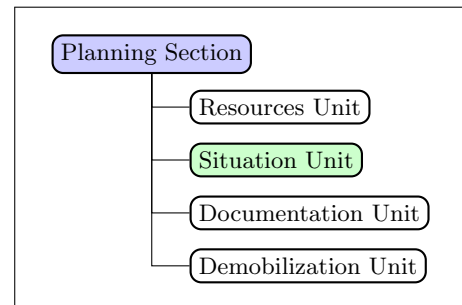 Planning Section
Resources Unit
Situation Unit
Documentation Unit
Demobilization Unit